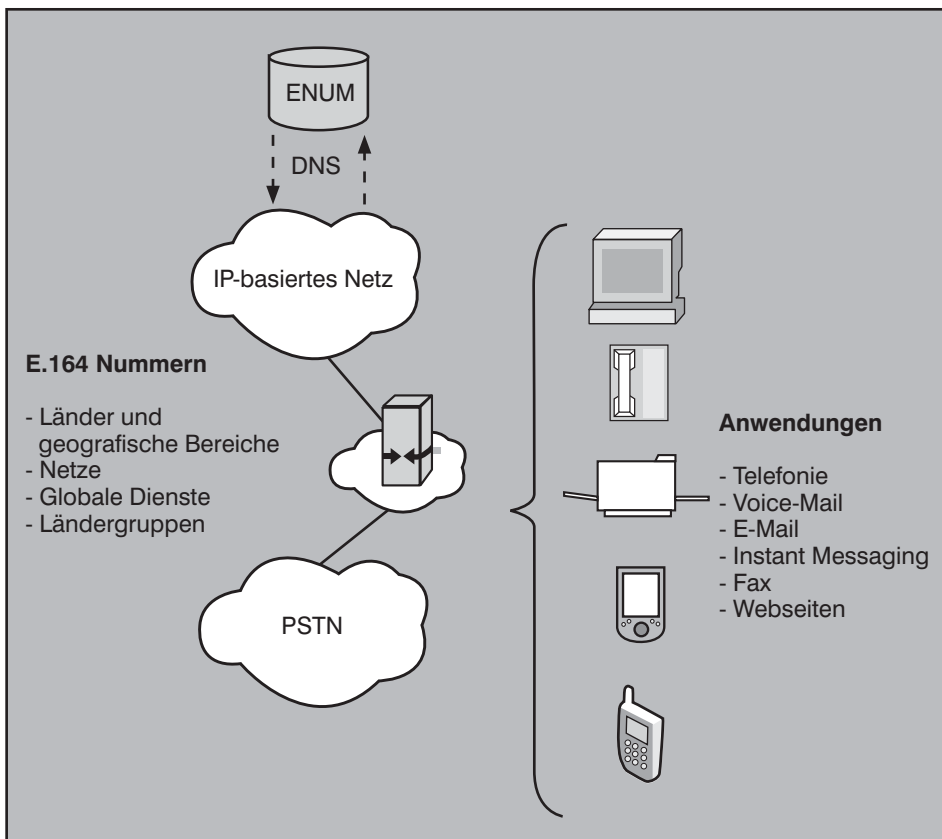 ENUM
DNS
IP-basiertes Netz
E.164 Nummern
- Länder und
geografische Bereiche
- Netze
- Globale Dienste
- Ländergruppen
PSTN
Anwendungen
- Telefonie
- Voice-Mail
- E-Mail
- Instant Messaging
- Fax
- Webseiten